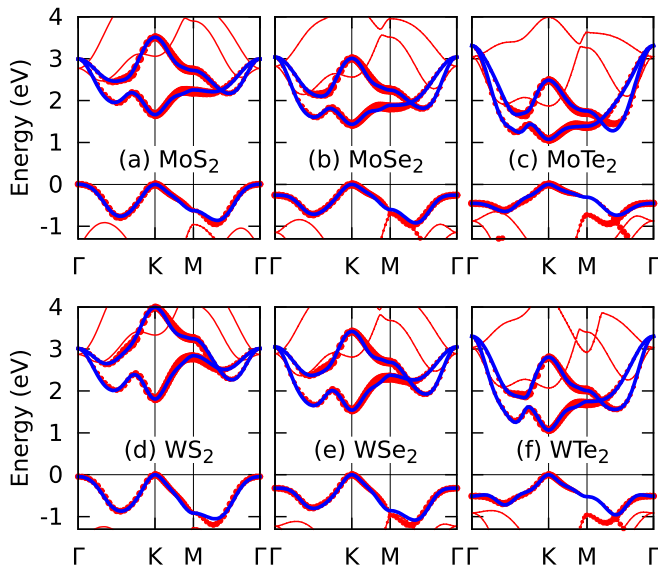 Energy (eV)
4
3
2
1
0
-1
(a) MoS2
(b) MoSe2
(c) MoTe2
Γ K M Γ Γ K M Γ Γ K M Γ
Energy (eV)
4
3
2
1
0
-1
(d) WS2
(e) WSe2
(f) WTe2
Γ K M Γ Γ K M Γ Γ K M Γ